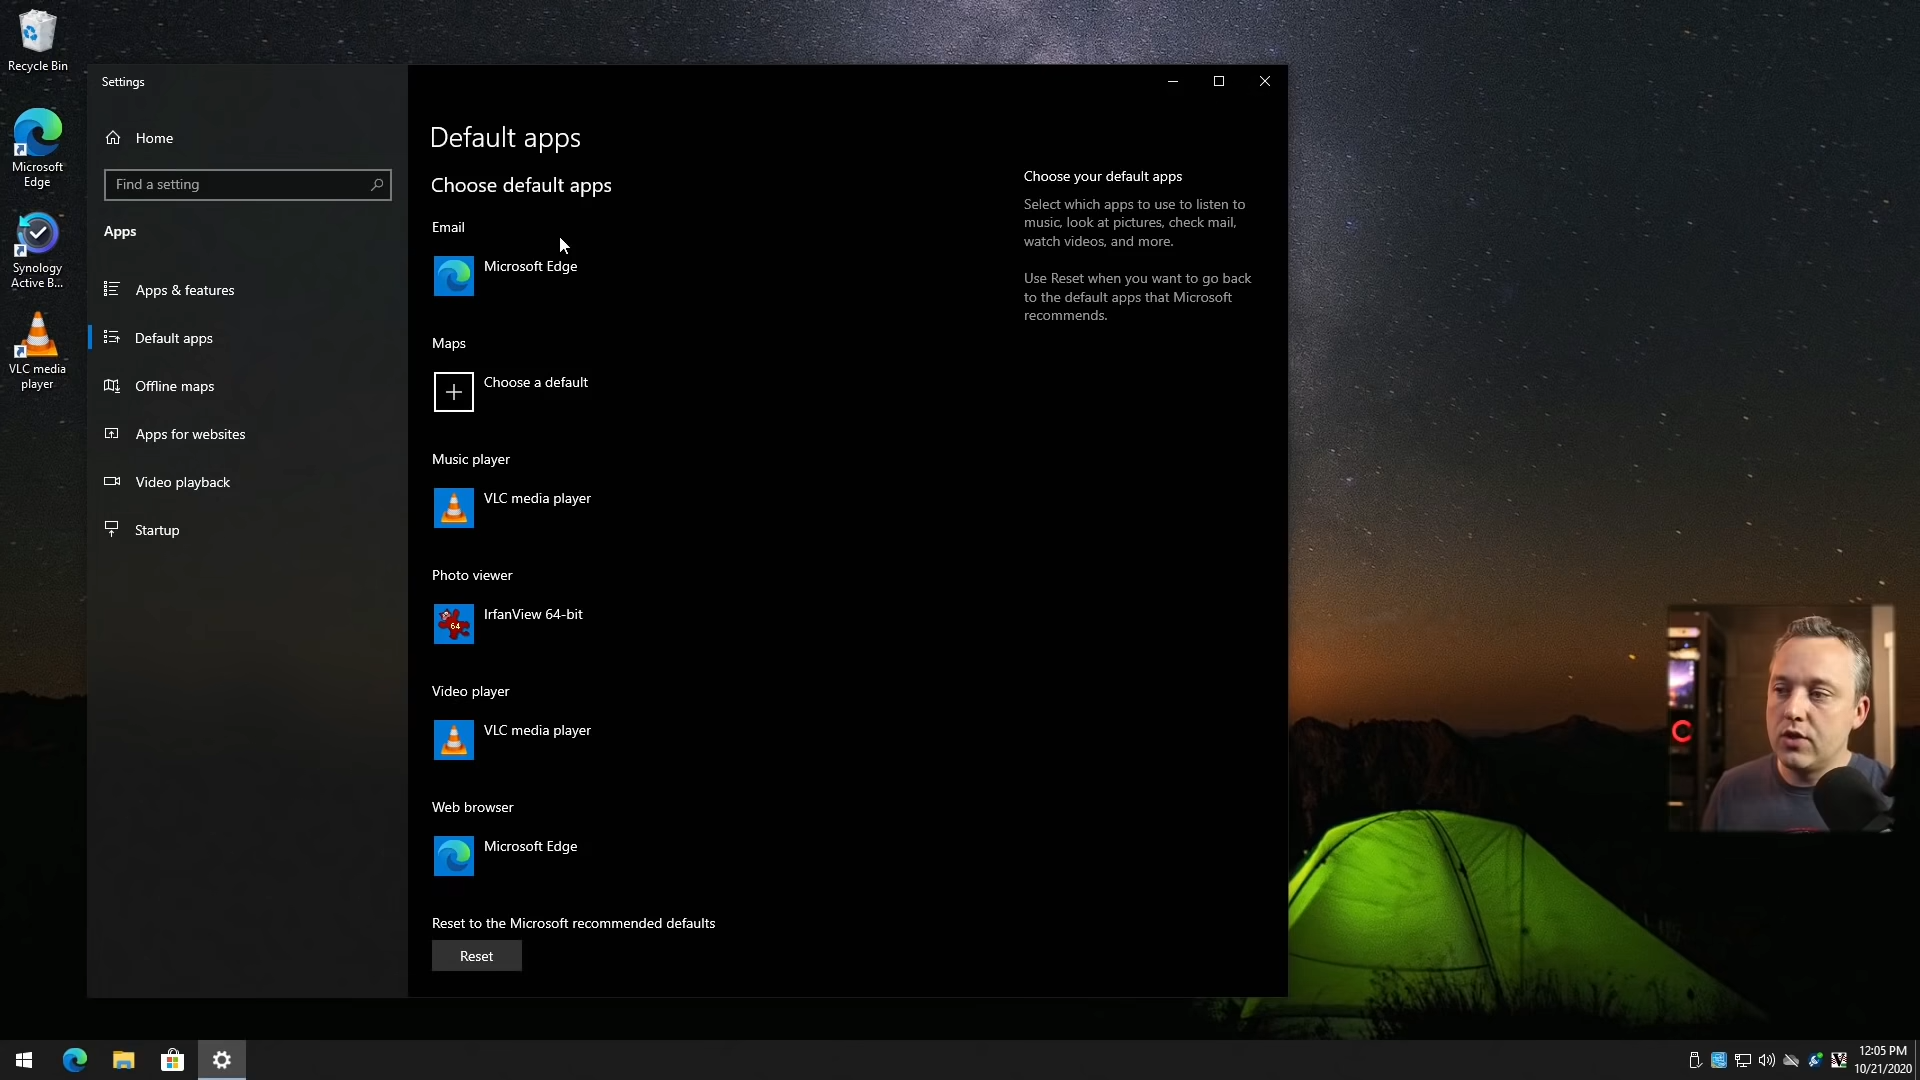 Recycle Bin
Microsoft
Edge
Synology
Active B...
VLC media
player
Settings
Home
Find a setting
Apps
Apps & features
Default apps
Offline maps
Apps for websites
Video playback
Startup
Default apps
Choose default apps
Email
Microsoft Edge
Maps
Choose a default
Music player
VLC media player
Photo viewer
64
IrfanView 64-bit
Video player
VLC media player
Web browser
Microsoft Edge
Reset to the Microsoft recommended defaults
Reset
Choose your default apps
Select which apps to use to listen to
music, look at pictures, check mail,
watch videos, and more.
Use Reset when you want to go back
to the default apps that Microsoft
recommends.
12:05 PM
10/21/2020